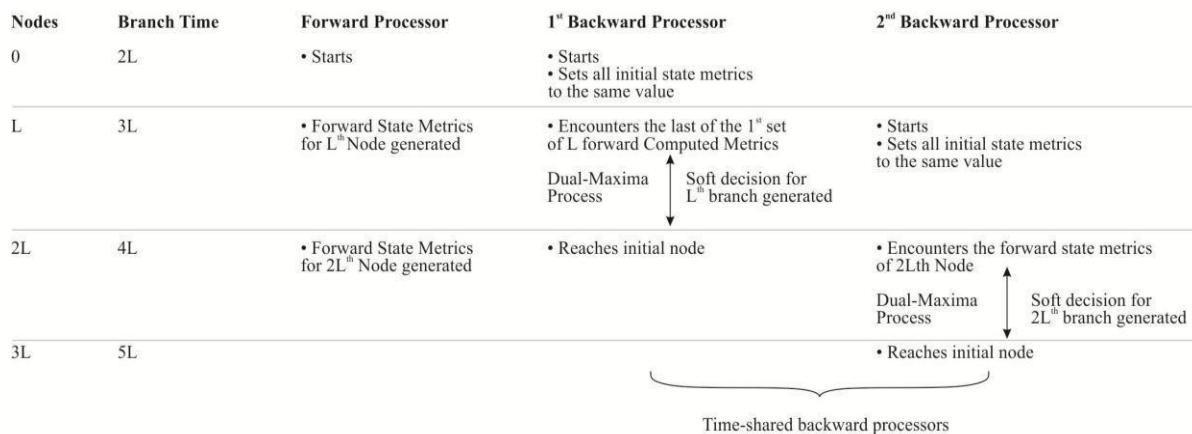 Nodes Branch Time Forward Processor 1st Backward Processor 2nd Backward Processor
0 2L • Starts • Starts
• Sets all initial state metrics
to the same value
L 3L • Forward State Metrics • Encounters the last of the 1st set • Starts
for Lth Node generated of L forward Computed Metrics • Sets all initial state metrics
to the same value
Dual-Maxima Soft decision for
Process Lth branch generated
2L 4L • Forward State Metrics • Reaches initial node • Encounters the forward state metrics
for 2Lth Node generated of 2Lth Node
Dual-Maxima Soft decision for
Process 2Lth branch generated
3L 5L • Reaches initial node
Time-shared backward processors